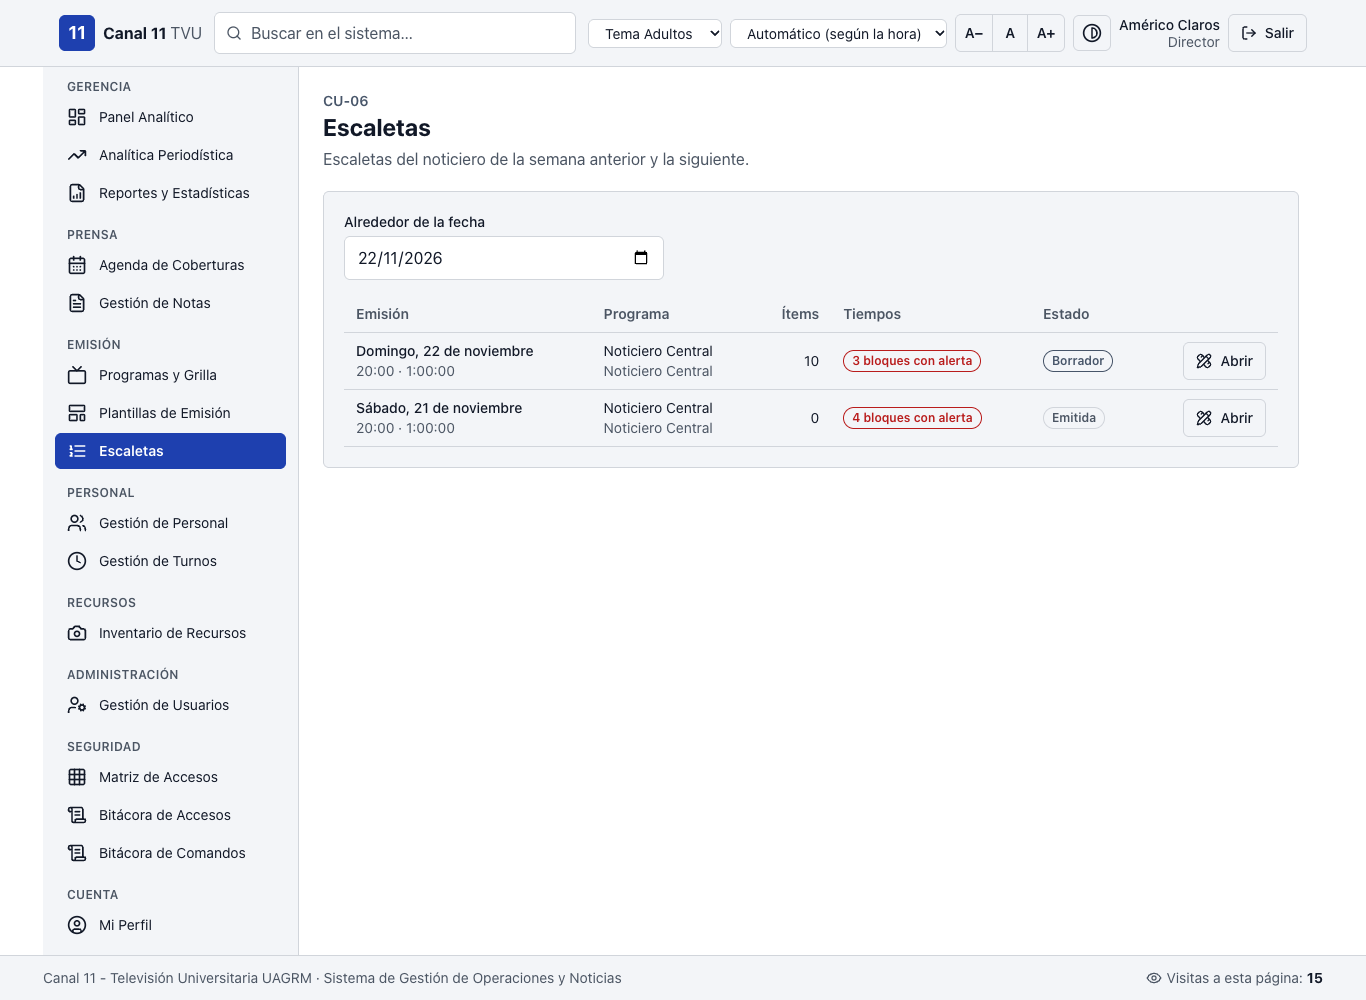 11 Canal 11 TVU
Buscar en el sistema...
Tema Adultos
Automático (según la hora)
A− A A+
Américo Claros
Director
Salir
GERENCIA
Panel Analítico
Analítica Periodística
Reportes y Estadísticas
PRENSA
Agenda de Coberturas
Gestión de Notas
EMISIÓN
Programas y Grilla
Plantillas de Emisión
Escaletas
PERSONAL
Gestión de Personal
Gestión de Turnos
RECURSOS
Inventario de Recursos
ADMINISTRACIÓN
Gestión de Usuarios
SEGURIDAD
Matriz de Accesos
Bitácora de Accesos
Bitácora de Comandos
CUENTA
Mi Perfil
CU-06
Escaletas
Escaletas del noticiero de la semana anterior y la siguiente.
Alrededor de la fecha
22/11/2026
Emisión Programa Ítems Tiempos Estado
Domingo, 22 de noviembre Noticiero Central 10 3 bloques con alerta Borrador Abrir
20:00 · 1:00:00 Noticiero Central
Sábado, 21 de noviembre Noticiero Central 0 4 bloques con alerta Emitida Abrir
20:00 · 1:00:00 Noticiero Central
Canal 11 - Televisión Universitaria UAGRM · Sistema de Gestión de Operaciones y Noticias
Visitas a esta página: 15